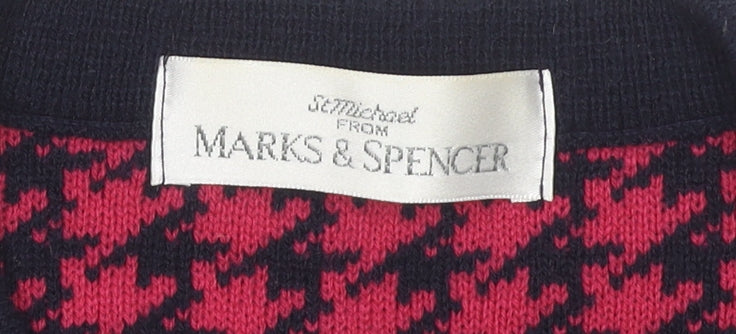 St Michael
FROM
MARKS & SPENCER